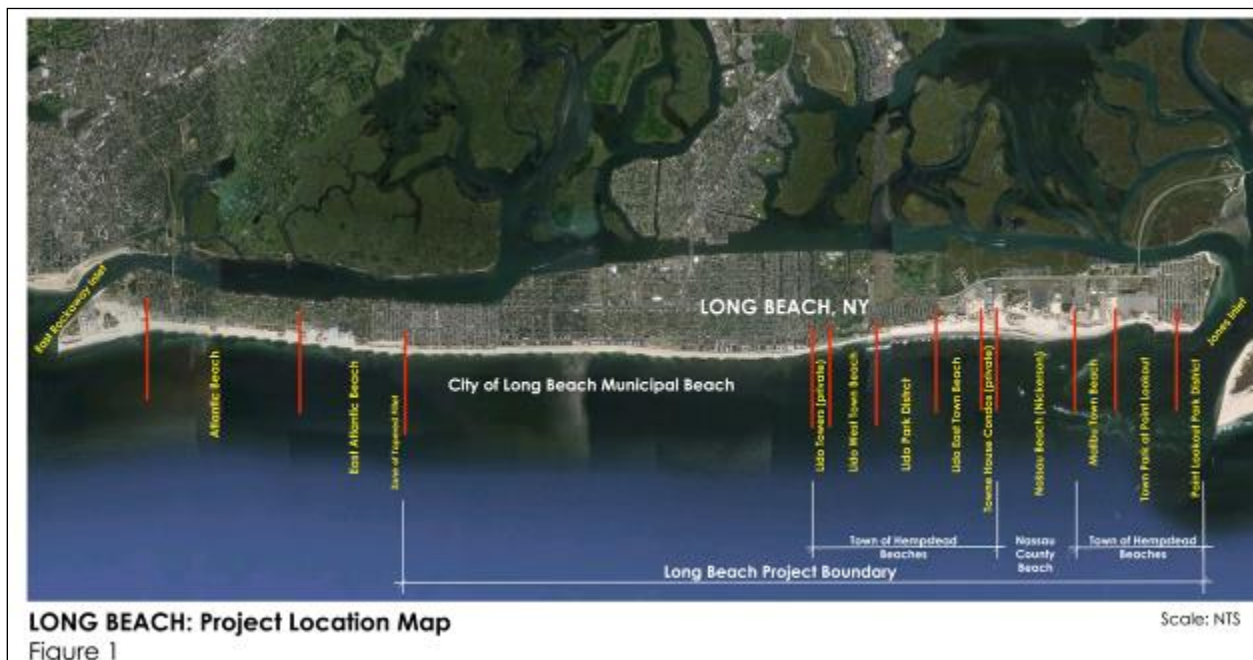 LONG BEACH, NY
East Rockaway Inlet
Jones Inlet
City of Long Beach Municipal Beach
Atlantic Beach
East Atlantic Beach
Zone of Tapered Fillet
Lido Towers (private)
Lido West Town Beach
Lido Park District
Lido East Town Beach
Towne House Condos (private)
Nassau Beach (Nickerson)
Malibu Town Beach
Town Park at Point Lookout
Point Lookout Park District
Town of Hempstead
Beaches
Nassau
County
Beach
Town of Hempstead
Beaches
Long Beach Project Boundary
LONG BEACH: Project Location Map
Scale: NTS
Figure 1